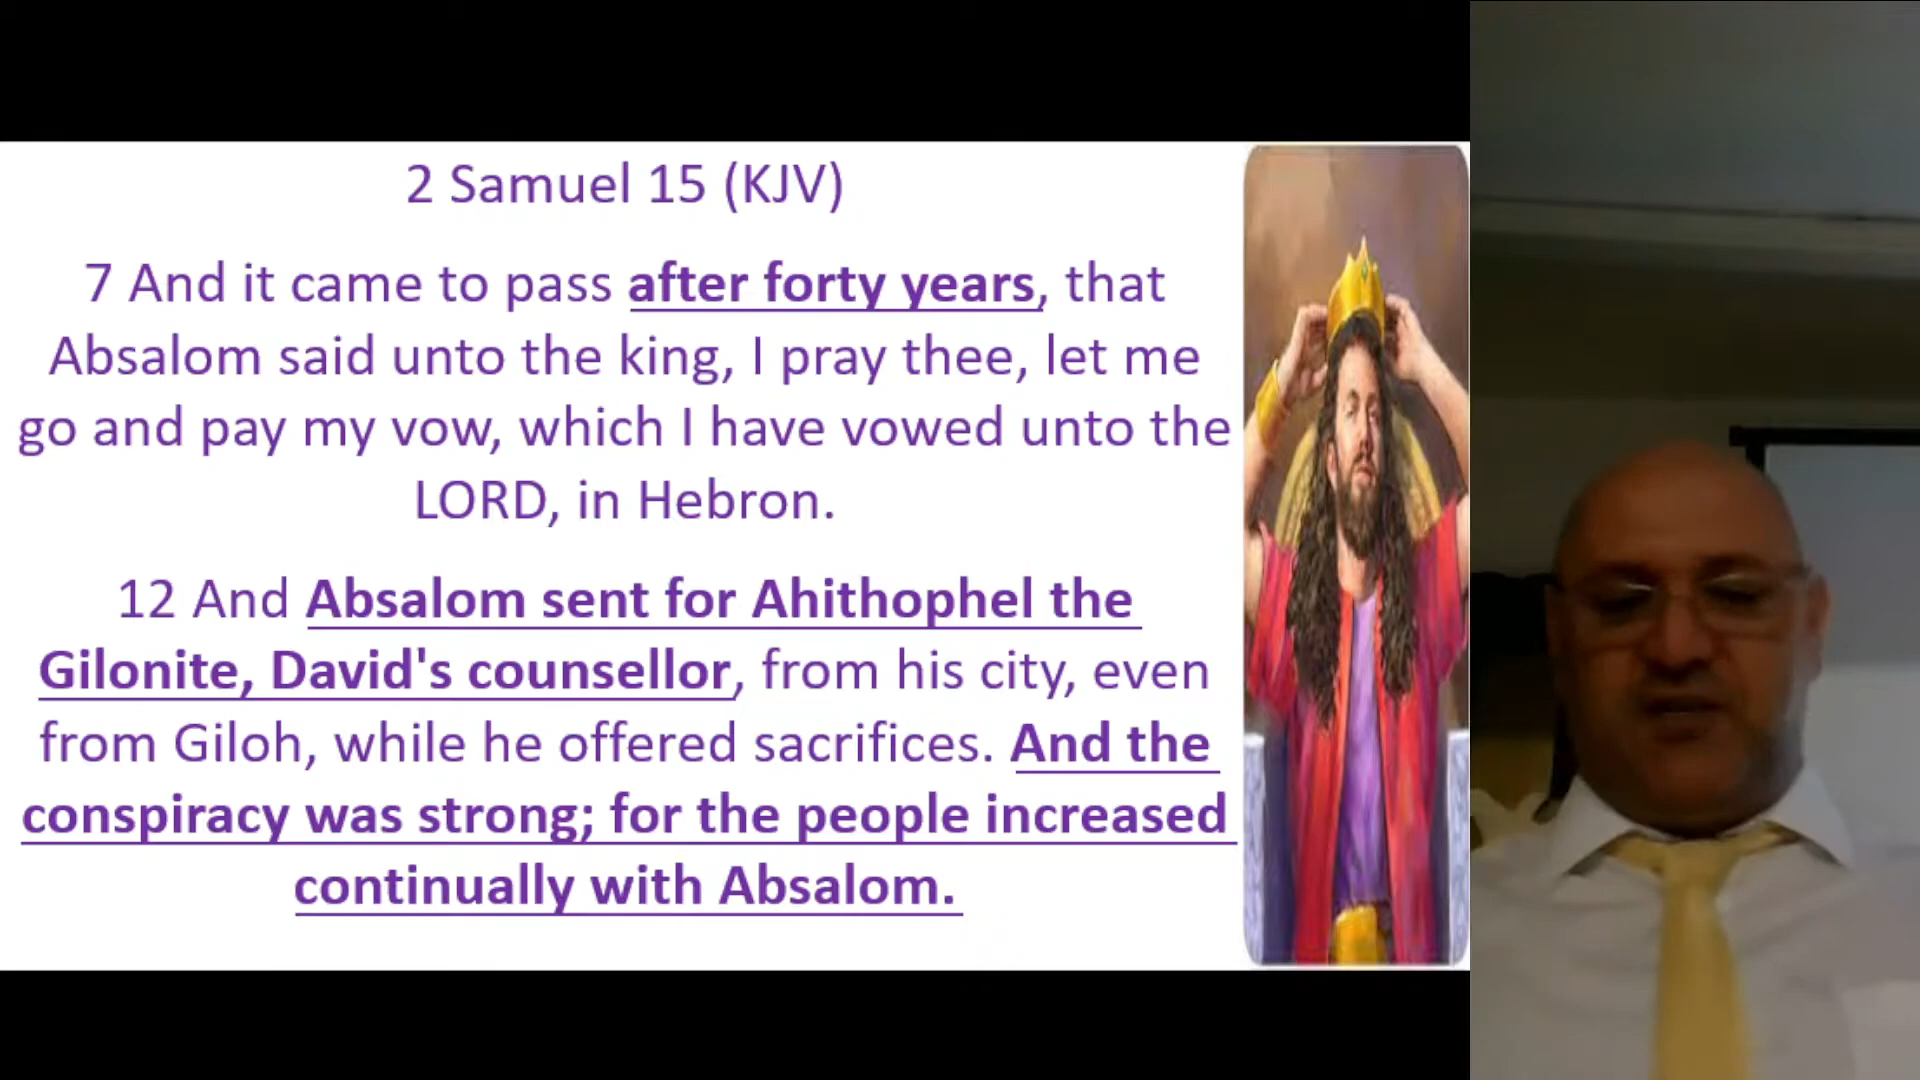 2 Samuel 15 (KJV)
7 And it came to pass after forty years, that
Absalom said unto the king, I pray thee, let me
go and pay my vow, which I have vowed unto the
LORD, in Hebron.
12 And Absalom sent for Ahithophel the
Gilonite, David's counsellor, from his city, even
from Giloh, while he offered sacrifices. And the
conspiracy was strong; for the people increased
continually with Absalom.